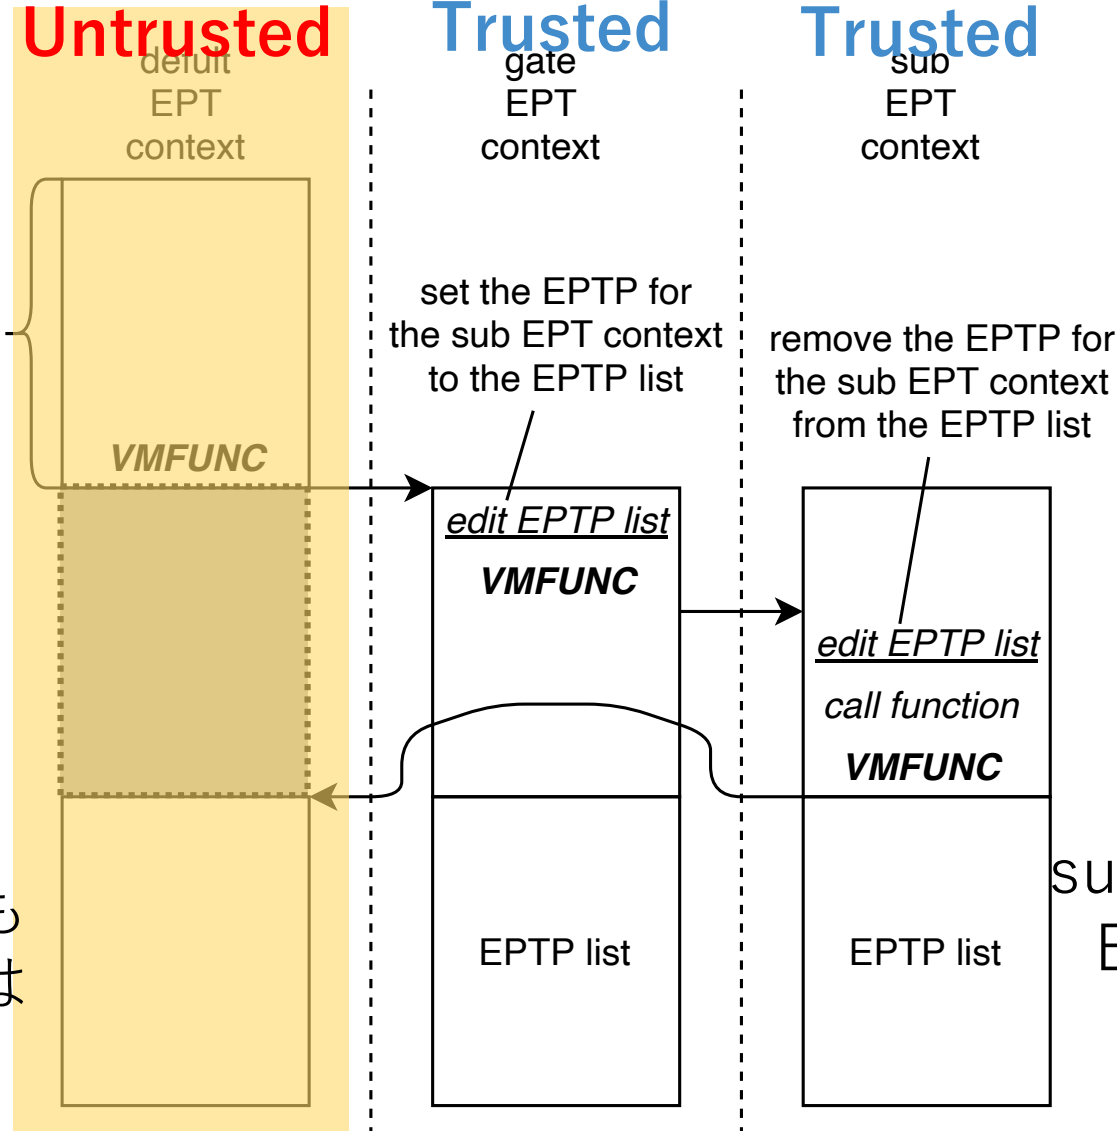 Untrusted
defult
EPT
context
VMFUNC
Trusted
gate
EPT
context
set the EPTP for
the sub EPT context
to the EPTP list
edit EPTP list
VMFUNC
EPTP list
Trusted
sub
EPT
context
remove the EPTP for
the sub EPT context
from the EPTP list
edit EPTP list
call function
VMFUNC
EPTP list
su
は